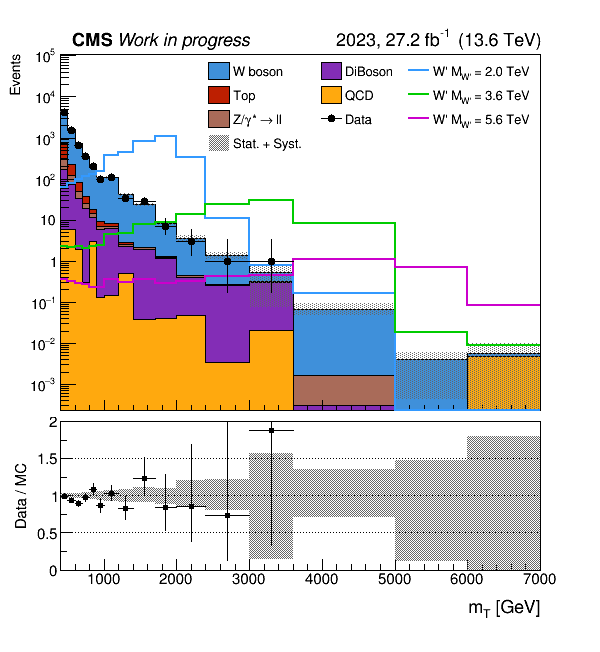 CMS Work in progress 2023, 27.2 fb⁻¹ (13.6 TeV)
Events
10⁵
10⁴
10³
10²
10
1
10⁻¹
10⁻²
10⁻³
W boson DiBoson W' M_W' = 2.0 TeV
Top QCD W' M_W' = 3.6 TeV
Z/γ* → ll Data W' M_W' = 5.6 TeV
Stat. + Syst.
Data / MC
2
1.5
1
0.5
0
1000 2000 3000 4000 5000 6000 7000
m_T [GeV]